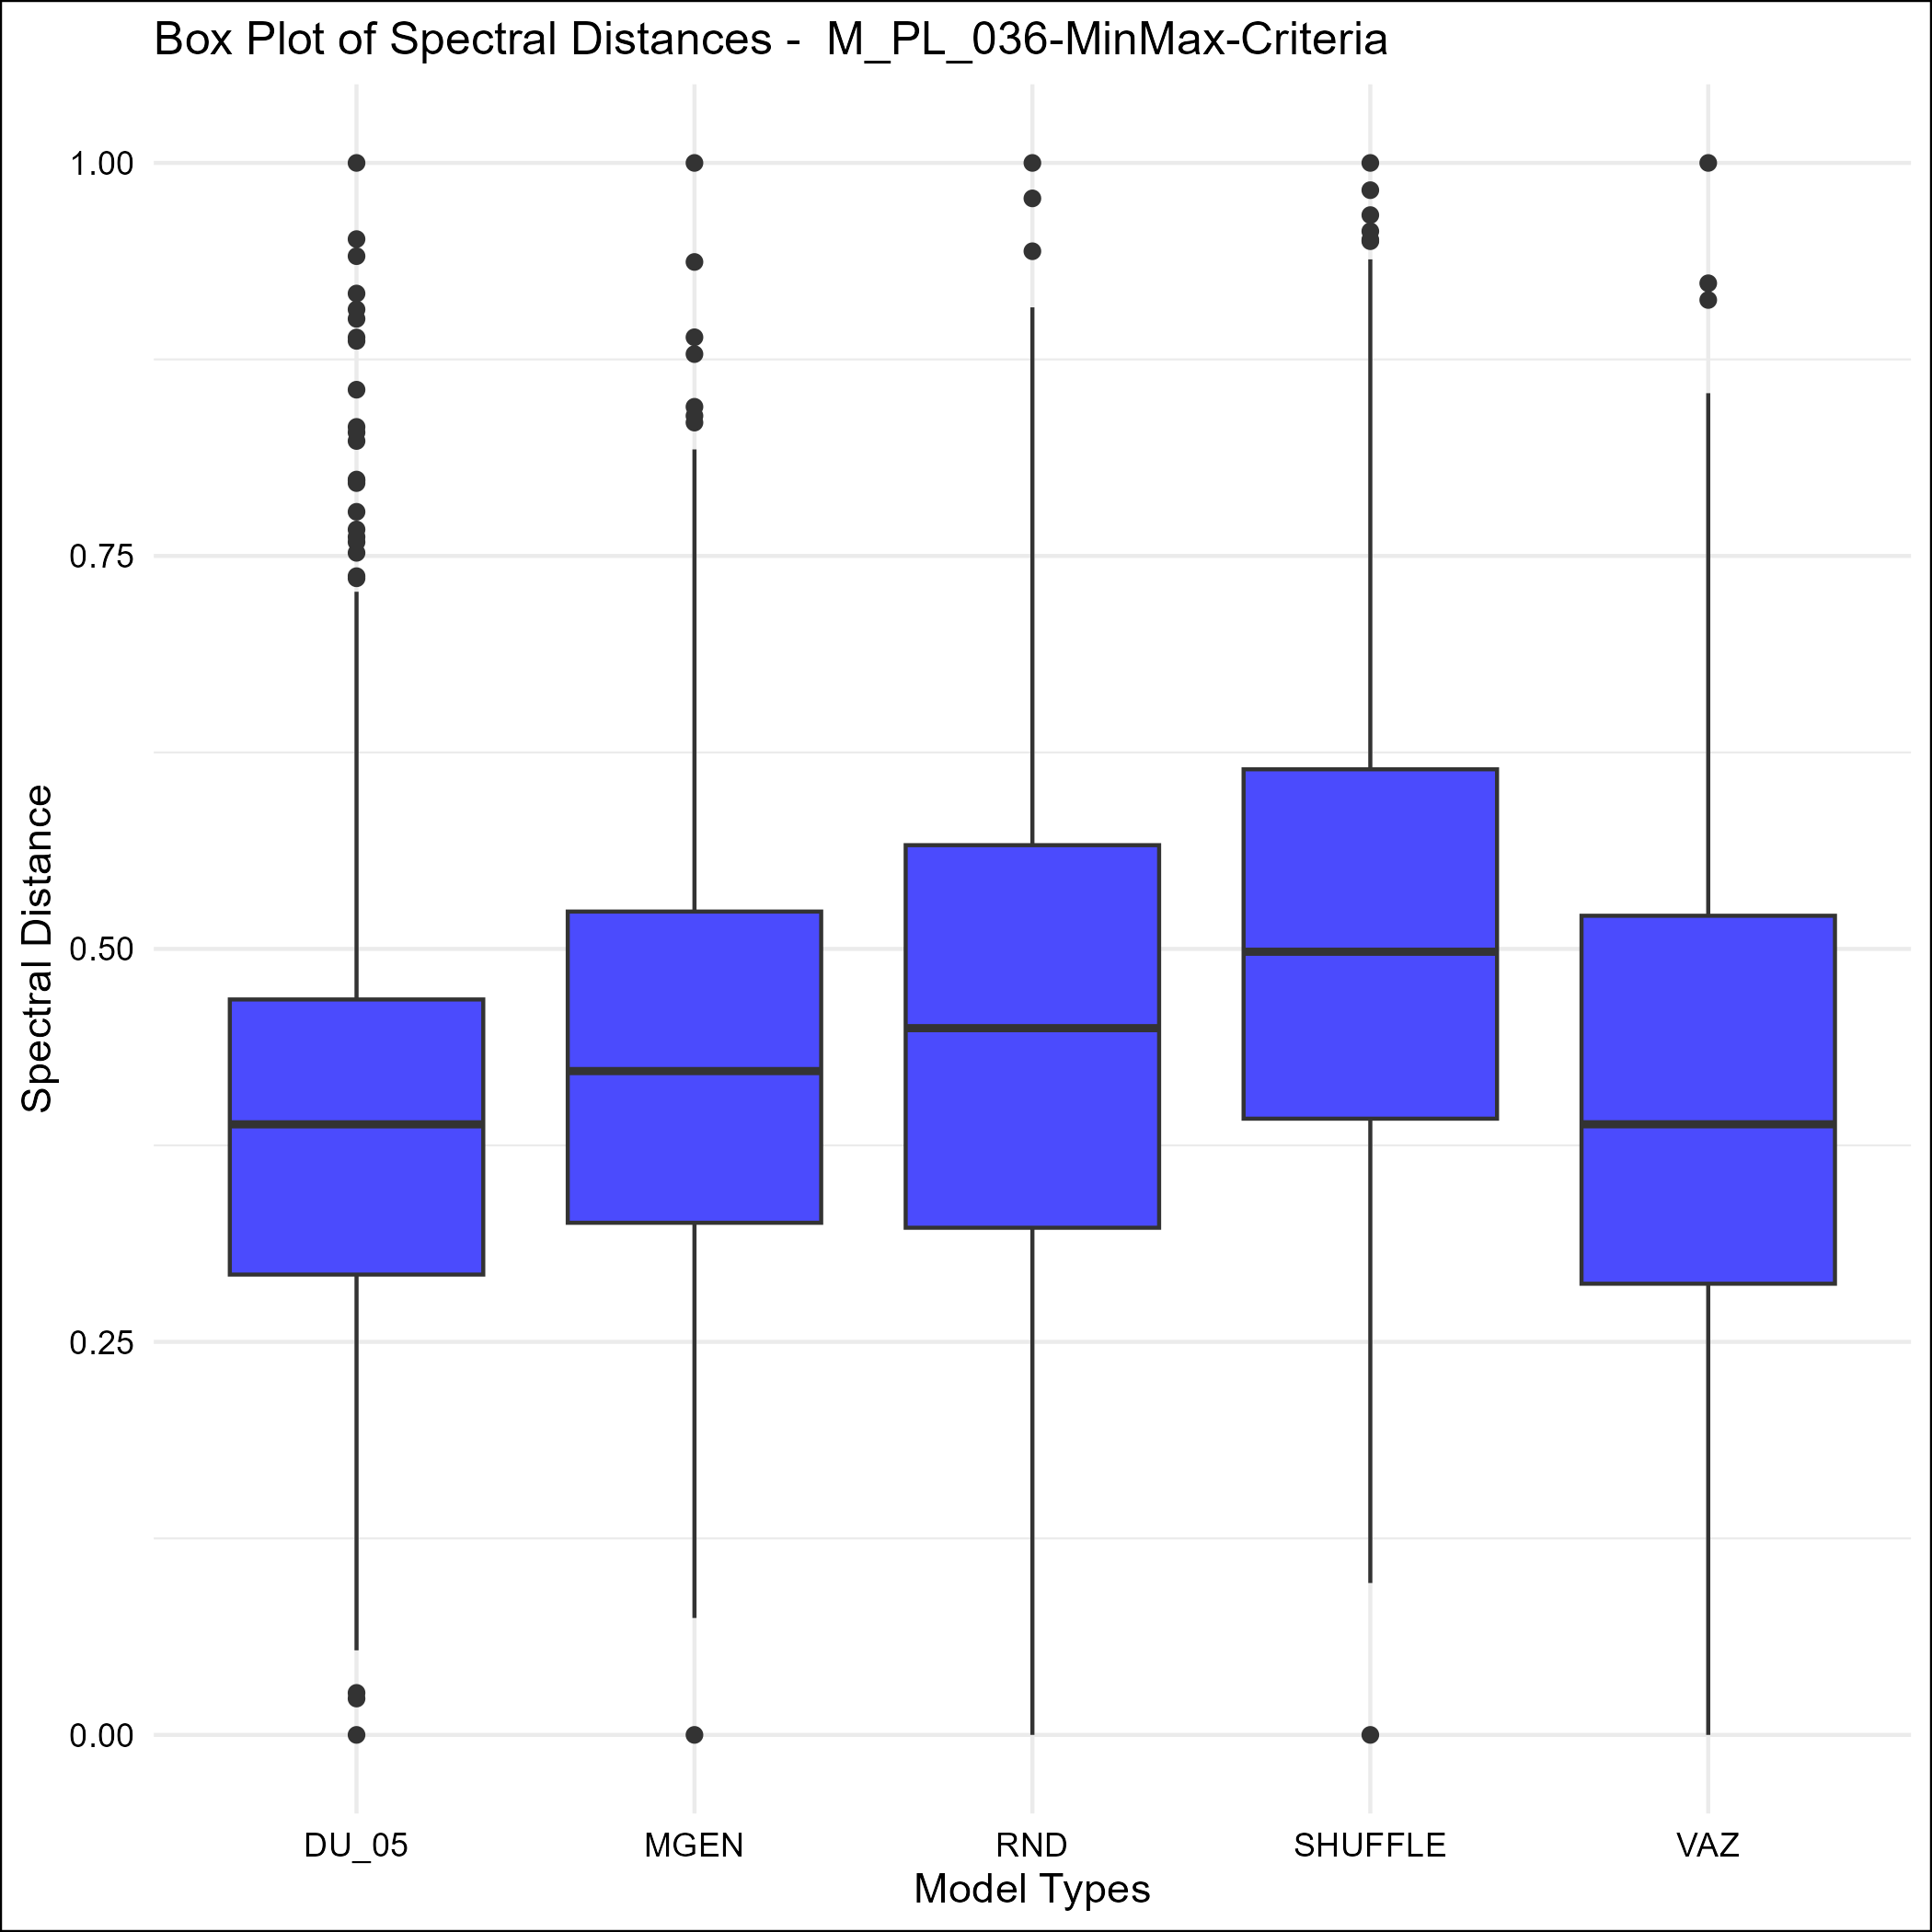 Box Plot of Spectral Distances -  M_PL_036-MinMax-Criteria
Spectral Distance
1.00
0.75
0.50
0.25
0.00
DU_05 MGEN RND SHUFFLE VAZ
Model Types